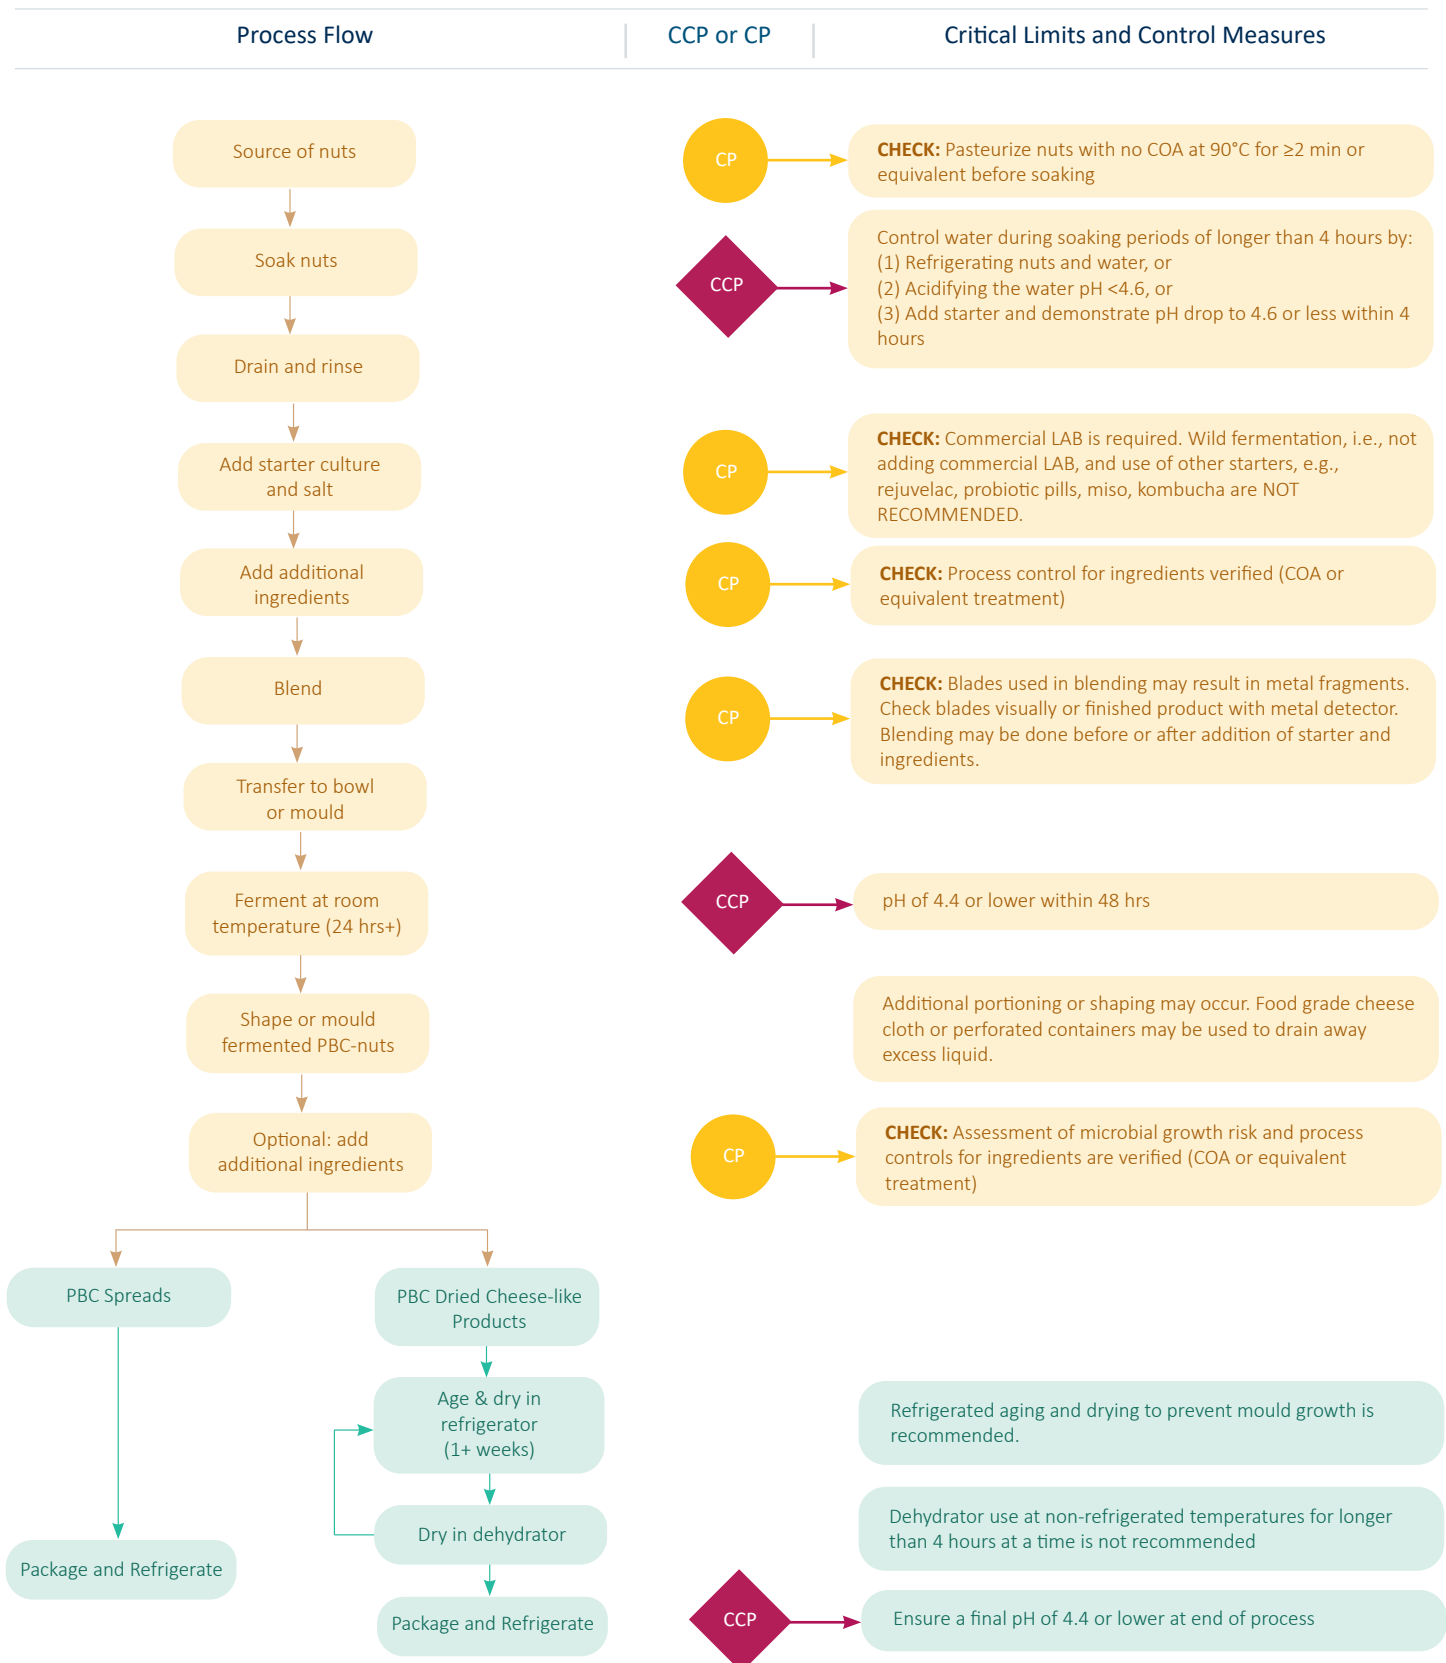 Process Flow
CCP or CP
Critical Limits and Control Measures
Source of nuts
CP
CHECK: Pasteurize nuts with no COA at 90°C for ≥2 min or
equivalent before soaking
Soak nuts
CCP
Control water during soaking periods of longer than 4 hours by:
(1) Refrigerating nuts and water, or
(2) Acidifying the water pH <4.6, or
(3) Add starter and demonstrate pH drop to 4.6 or less within 4
hours
Drain and rinse
Add starter culture
and salt
CP
CHECK: Commercial LAB is required. Wild fermentation, i.e., not
adding commercial LAB, and use of other starters, e.g.,
rejuvelac, probiotic pills, miso, kombucha are NOT
RECOMMENDED.
Add additional
ingredients
CP
CHECK: Process control for ingredients verified (COA or
equivalent treatment)
Blend
CP
CHECK: Blades used in blending may result in metal fragments.
Check blades visually or finished product with metal detector.
Blending may be done before or after addition of starter and
ingredients.
Transfer to bowl
or mould
Ferment at room
temperature (24 hrs+)
CCP
pH of 4.4 or lower within 48 hrs
Shape or mould
fermented PBC-nuts
Additional portioning or shaping may occur. Food grade cheese
cloth or perforated containers may be used to drain away
excess liquid.
Optional: add
additional ingredients
CP
CHECK: Assessment of microbial growth risk and process
controls for ingredients are verified (COA or equivalent
treatment)
PBC Spreads
PBC Dried Cheese-like
Products
Age & dry in
refrigerator
(1+ weeks)
Refrigerated aging and drying to prevent mould growth is
recommended.
Dry in dehydrator
Dehydrator use at non-refrigerated temperatures for longer
than 4 hours at a time is not recommended
Package and Refrigerate
Package and Refrigerate
CCP
Ensure a final pH of 4.4 or lower at end of process